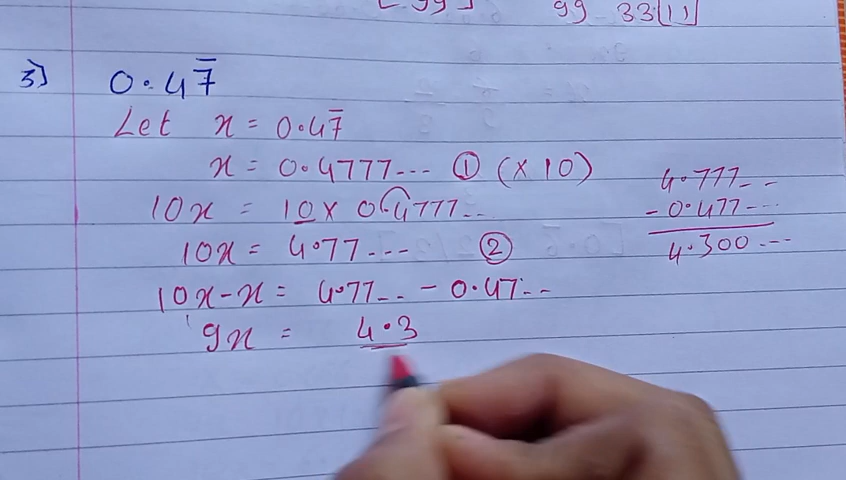 [99] 99 33[11]
3) 0.47̅
Let x = 0.47̅
x = 0.4777... ① (× 10)
10x = 10 × 0.4777..
10x = 4.77.... ②
10x - x = 4.77... - 0.47...
9x = 4.3
4.777...
- 0.477....
4.300....